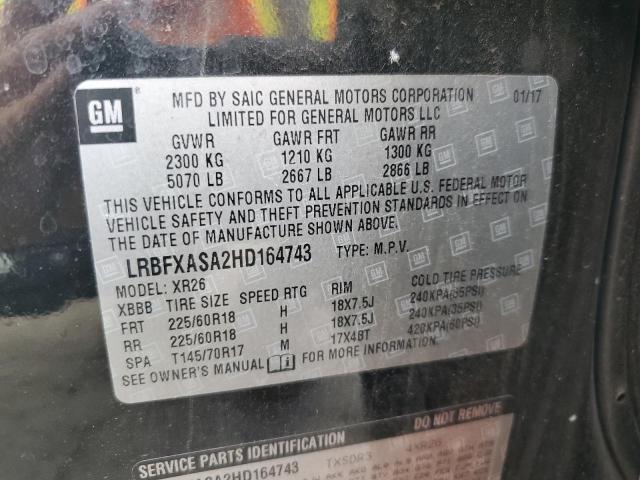 GM
MFD BY SAIC GENERAL MOTORS CORPORATION 01/17
LIMITED FOR GENERAL MOTORS LLC
GVWR GAWR FRT GAWR RR
2300 KG 1210 KG 1300 KG
5070 LB 2667 LB 2866 LB
THIS VEHICLE CONFORMS TO ALL APPLICABLE U.S. FEDERAL MOTOR
VEHICLE SAFETY AND THEFT PREVENTION STANDARDS IN EFFECT ON
THE DATE OF MANUFACTURE SHOWN ABOVE.
LRBFXASA2HD164743 TYPE: M.P.V.
MODEL: XR26
XBBB TIRE SIZE SPEED RTG RIM COLD TIRE PRESSURE
FRT 225/60R18 H 18X7.5J 240KPA(35PSI)
RR 225/60R18 H 18X7.5J 240KPA(35PSI)
SPA T145/70R17 M 17X4BT 420KPA(60PSI)
SEE OWNER'S MANUAL FOR MORE INFORMATION.
DO NOT REMOVE
SERVICE PARTS IDENTIFICATION
XASA2HD164743 TXSDR3 4XR26